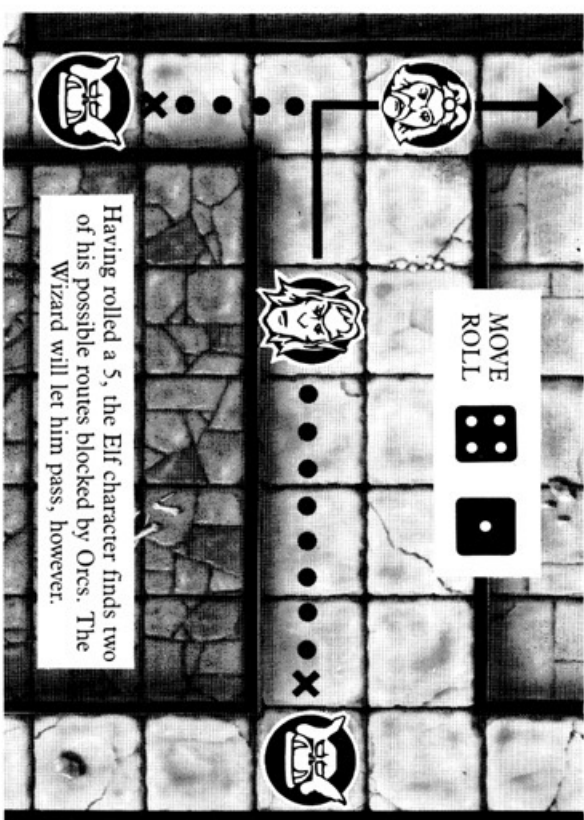 MOVE
ROLL
Having rolled a 5, the Elf character finds two
of his possible routes blocked by Orcs. The
Wizard will let him pass, however.